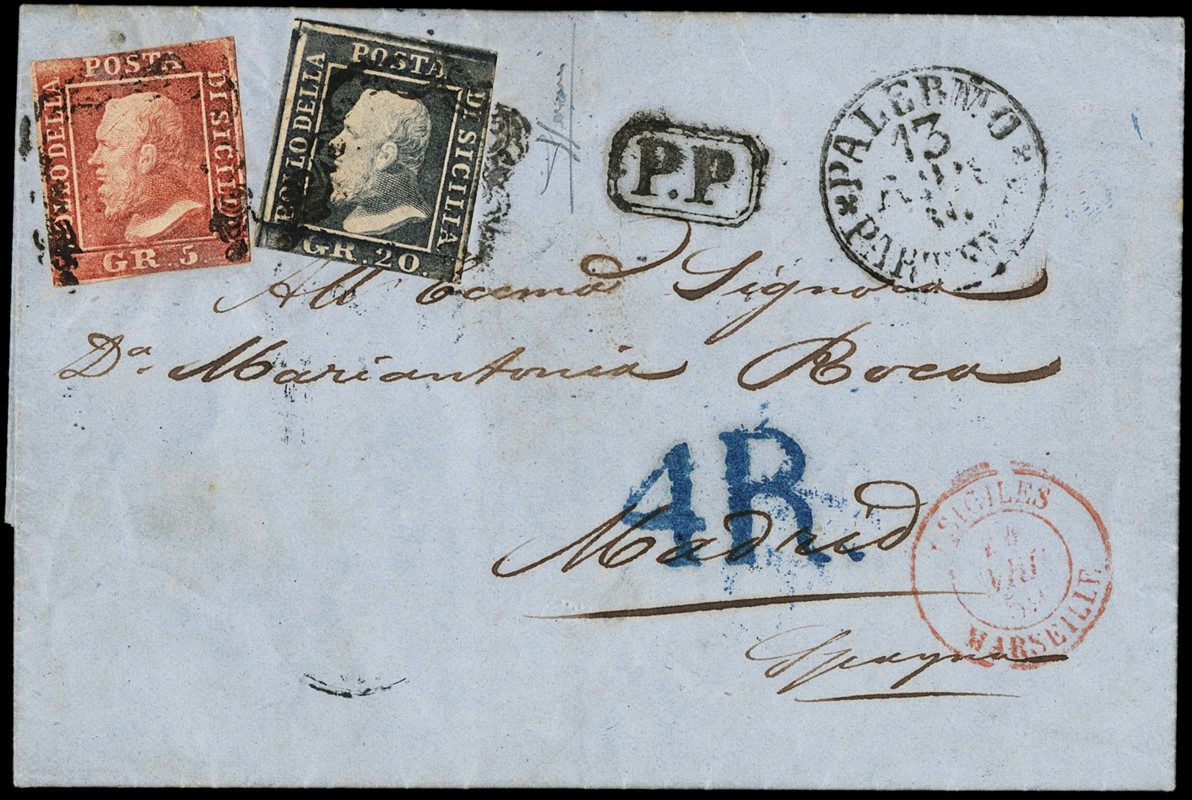 POSTA
BOLLO DELLA
DI SICILIA
GR 5
POSTA
BOLLO DELLA
DI SICILIA
GR. 20.
P.P
PALERMO
13
PARTENZ
All' Eccma Signora
Da. Mariantonia Roca
4R.
Madrid
Spagna
SICILES
MARSEILLE